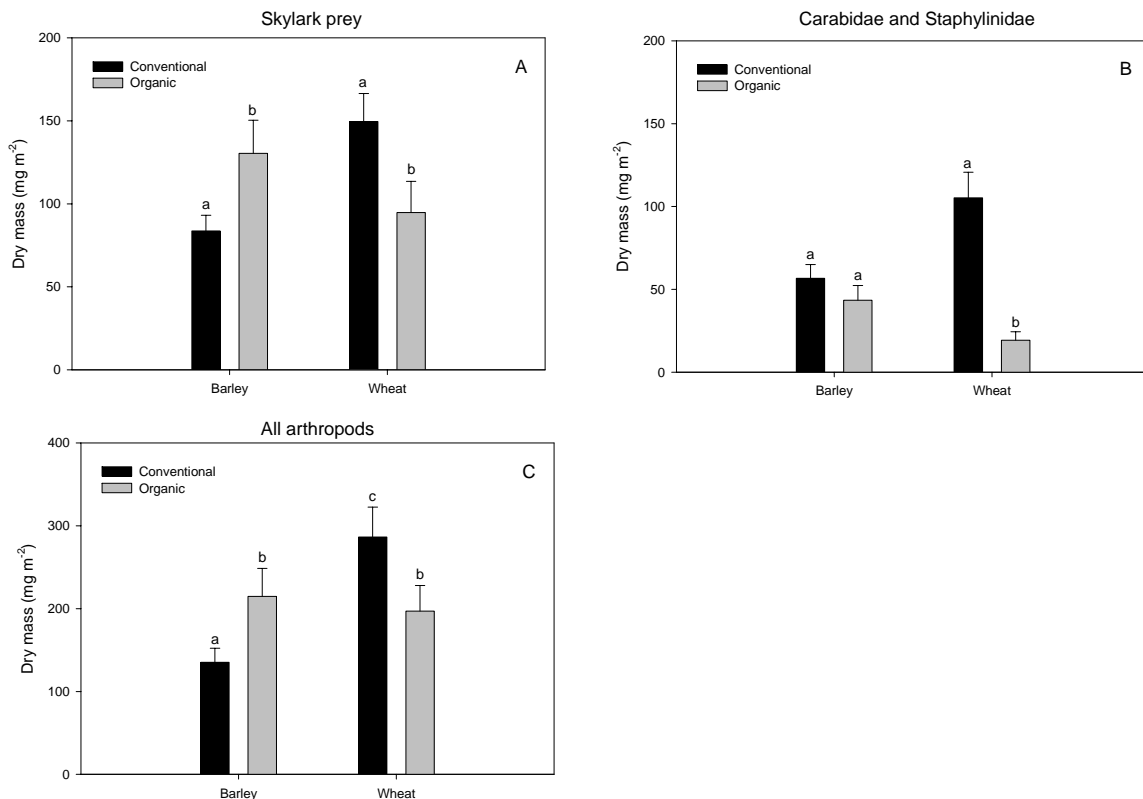 Skylark prey
Dry mass (mg m-2)
200
150
100
50
0
Conventional
Organic
A
a
b
a
b
Barley Wheat
Carabidae and Staphylinidae
Dry mass (mg m-2)
200
150
100
50
0
Conventional
Organic
B
a
a
a
b
Barley Wheat
All arthropods
Dry mass (mg m-2)
400
300
200
100
0
Conventional
Organic
C
a
b
c
b
Barley Wheat